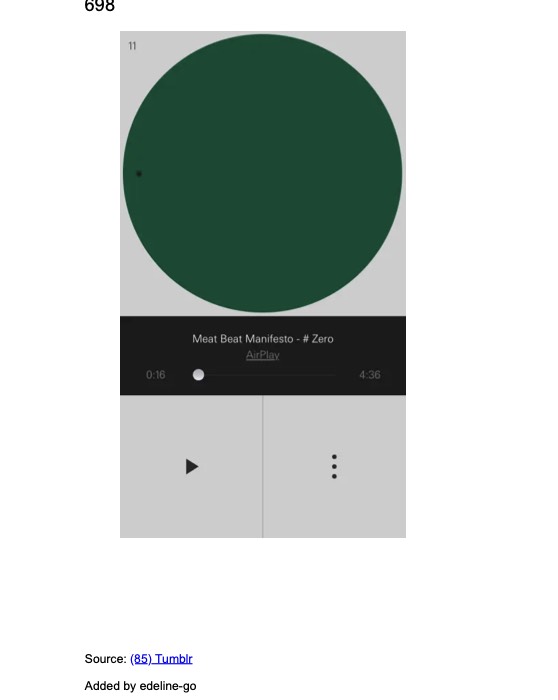 698
11
Meat Beat Manifesto - # Zero
AirPlay
0:16 4:36
Source: (85) Tumblr
Added by edeline-go